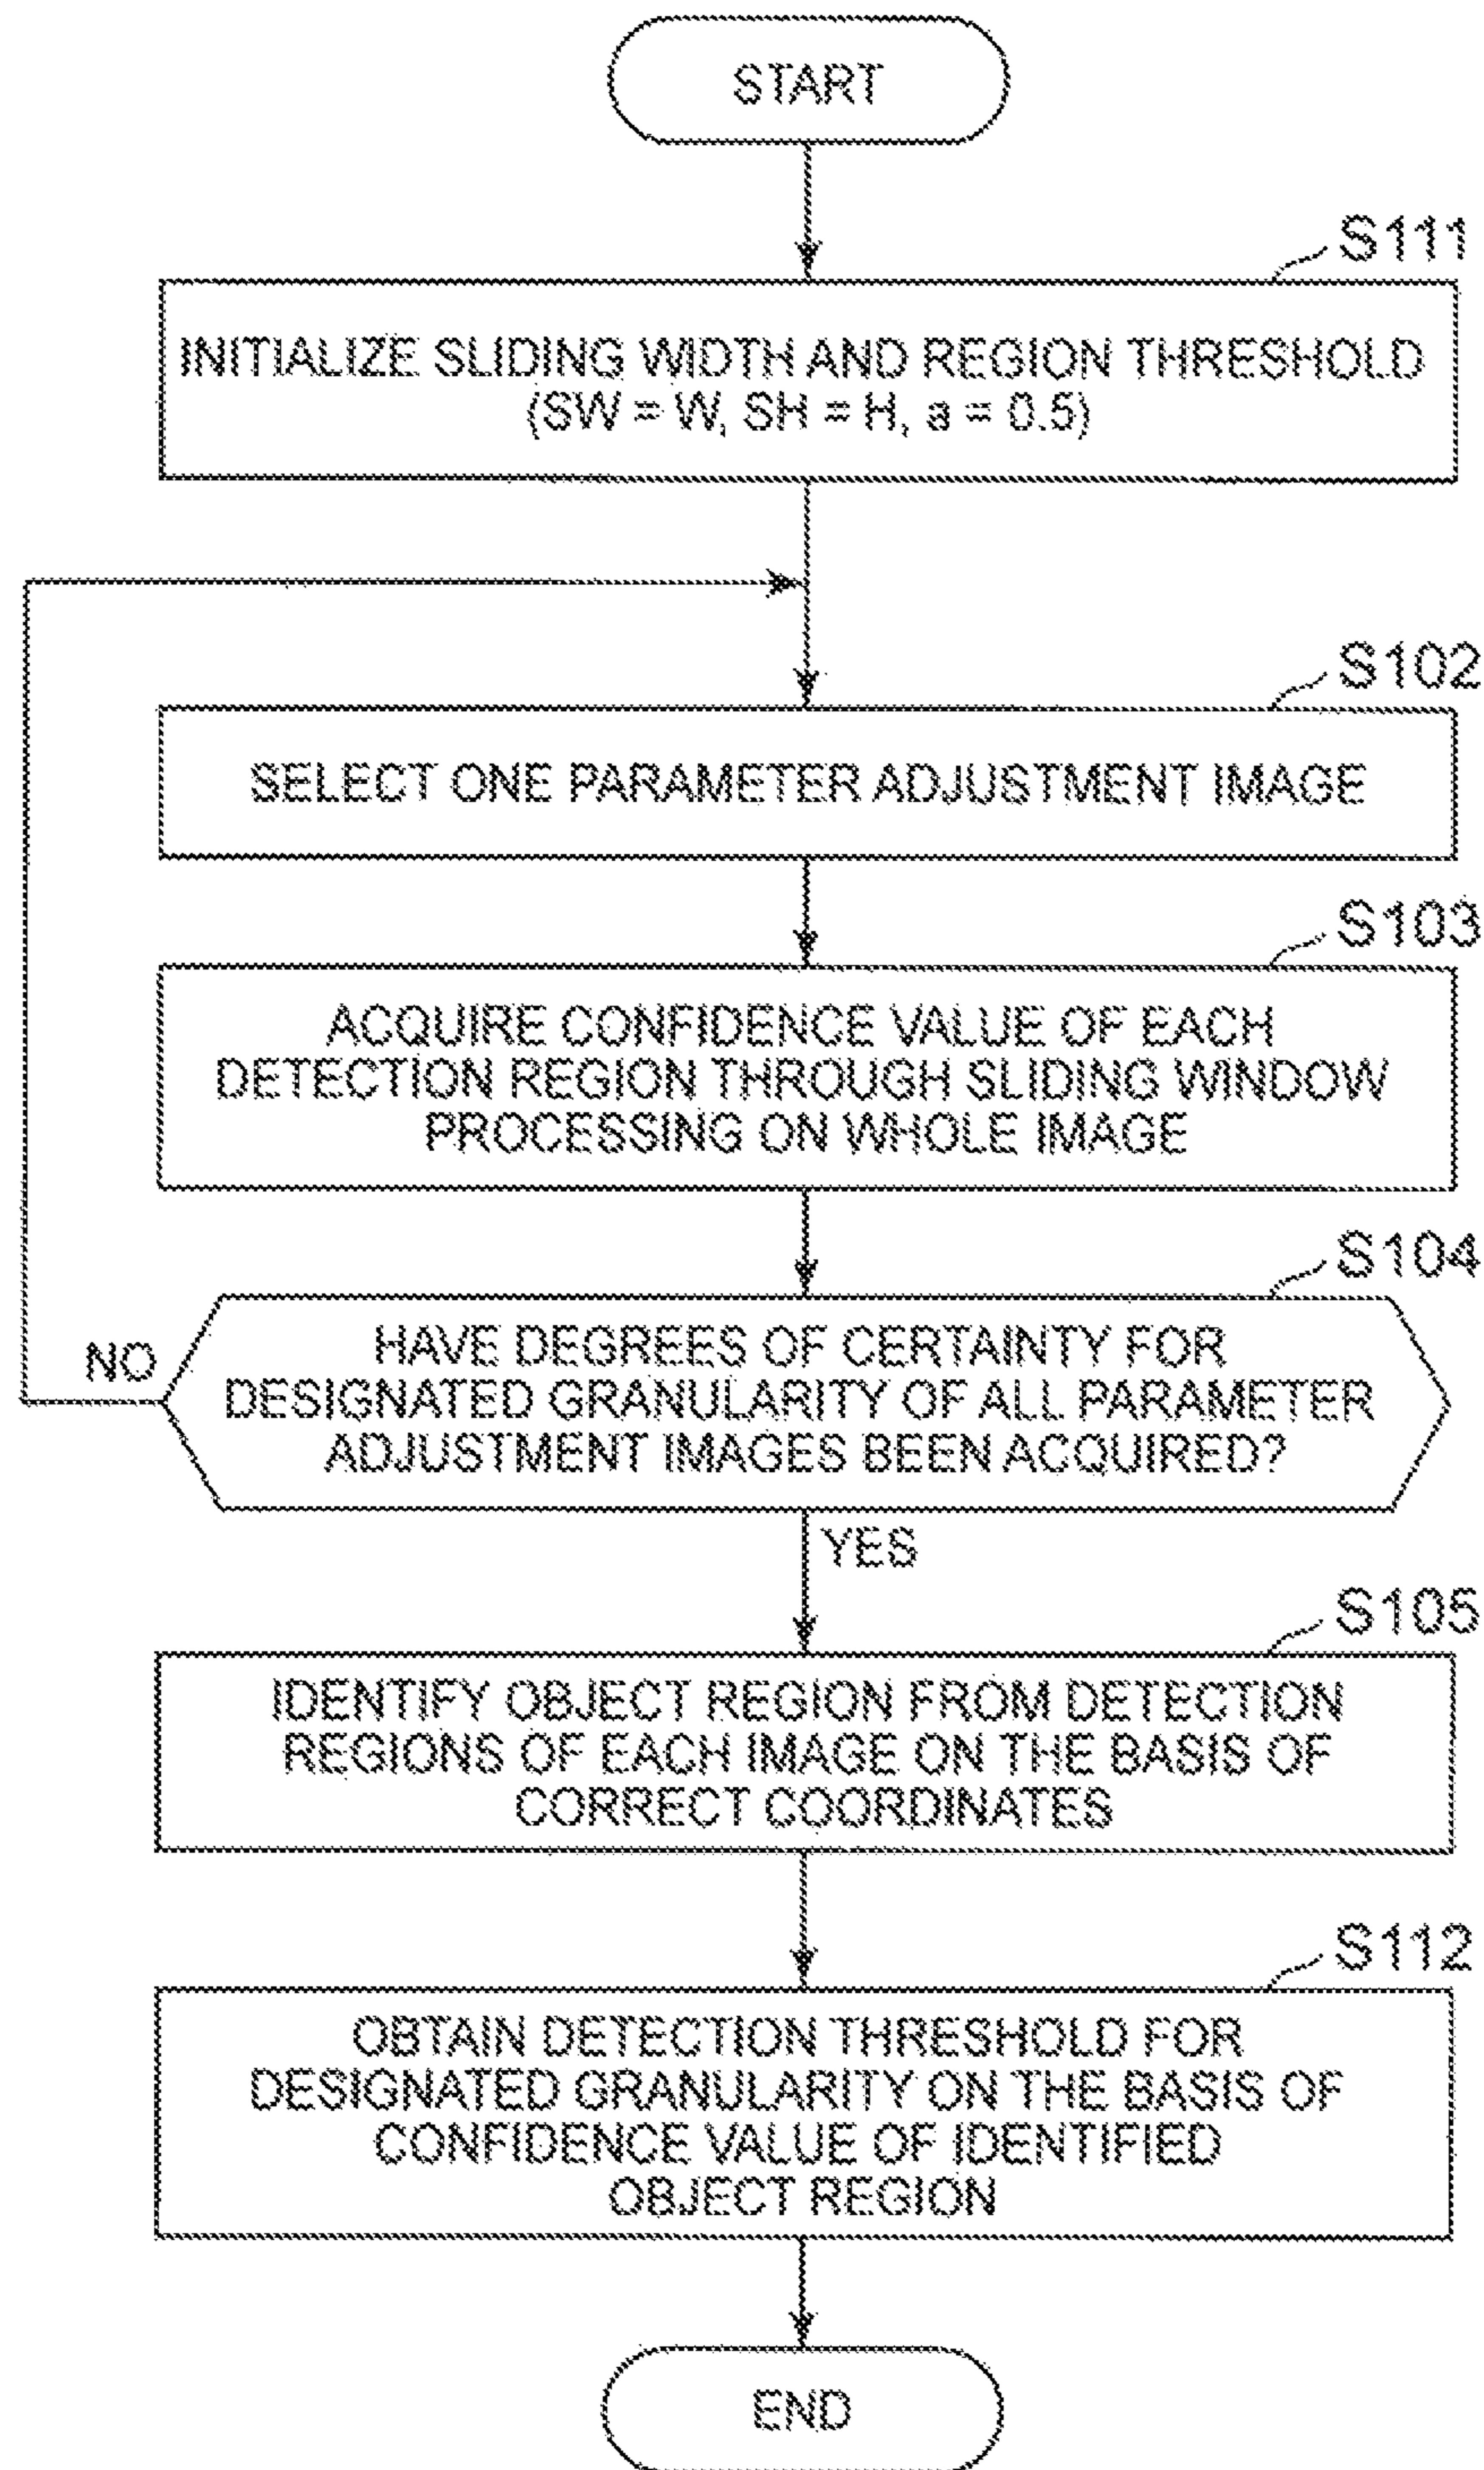 START
S111
INITIALIZE SLIDING WIDTH AND REGION THRESHOLD
(SW = W, SH = H, a = 0.5)
S102
SELECT ONE PARAMETER ADJUSTMENT IMAGE
S103
ACQUIRE CONFIDENCE VALUE OF EACH
DETECTION REGION THROUGH SLIDING WINDOW
PROCESSING ON WHOLE IMAGE
S104
NO
HAVE DEGREES OF CERTAINTY FOR
DESIGNATED GRANULARITY OF ALL PARAMETER
ADJUSTMENT IMAGES BEEN ACQUIRED?
YES
S105
IDENTIFY OBJECT REGION FROM DETECTION
REGIONS OF EACH IMAGE ON THE BASIS OF
CORRECT COORDINATES
S112
OBTAIN DETECTION THRESHOLD FOR
DESIGNATED GRANULARITY ON THE BASIS OF
CONFIDENCE VALUE OF IDENTIFIED
OBJECT REGION
END